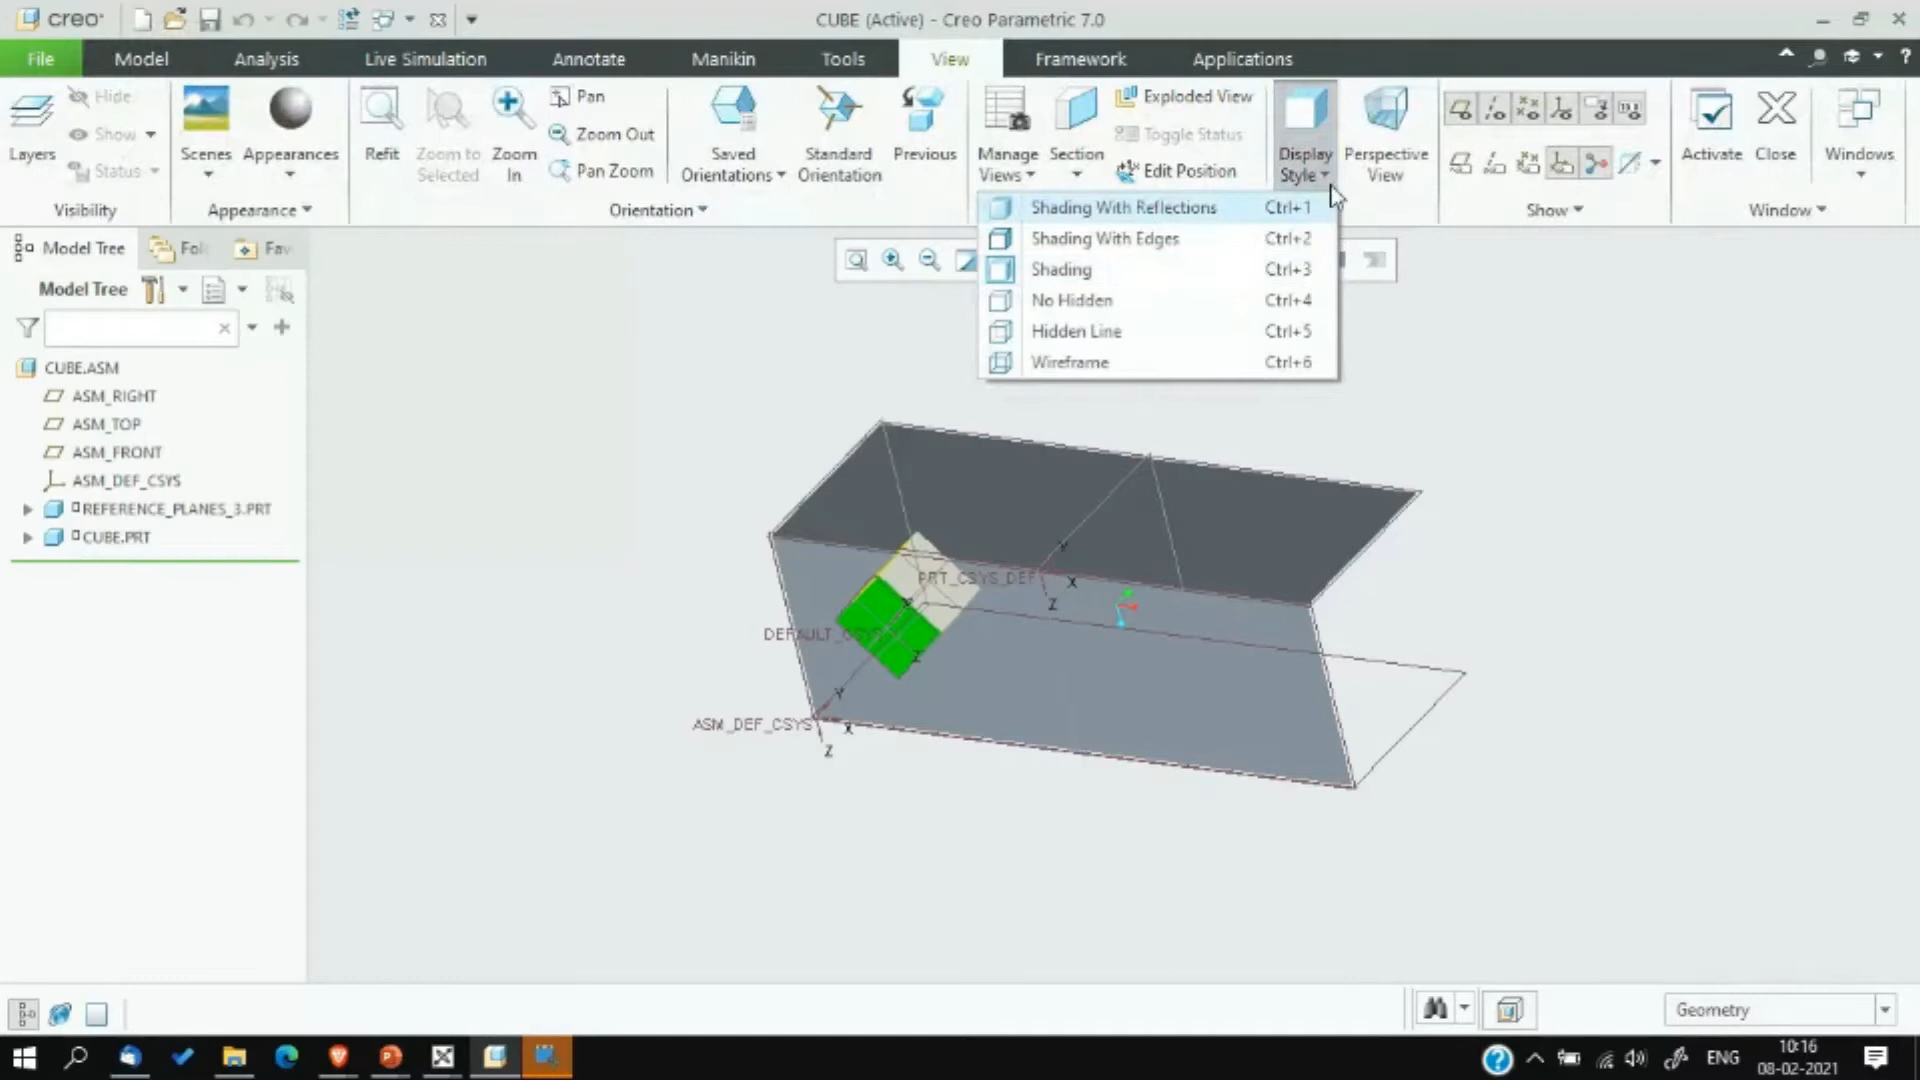 creo
CUBE (Active) - Creo Parametric 7.0
File Model Analysis Live Simulation Annotate Manikin Tools View Framework Applications
Layers
Hide
Show
Status
Visibility
Scenes
Appearances
Appearance
Refit
Zoom to Selected
Zoom In
Pan
Zoom Out
Pan Zoom
Saved Orientations
Standard Orientation
Previous
Orientation
Manage Views
Section
Exploded View
Toggle Status
Edit Position
Display Style
Perspective View
Show
Activate
Close
Windows
Window
Shading With Reflections Ctrl+1
Shading With Edges Ctrl+2
Shading Ctrl+3
No Hidden Ctrl+4
Hidden Line Ctrl+5
Wireframe Ctrl+6
Model Tree Fol Fav
Model Tree
CUBE.ASM
ASM_RIGHT
ASM_TOP
ASM_FRONT
ASM_DEF_CSYS
REFERENCE_PLANES_3.PRT
CUBE.PRT
Y
PRT_CSYS_DEF
X
Z
DEFAULT_CSYS
Z
Y
ASM_DEF_CSYS
X
Z
Geometry
ENG
10:16
08-02-2021